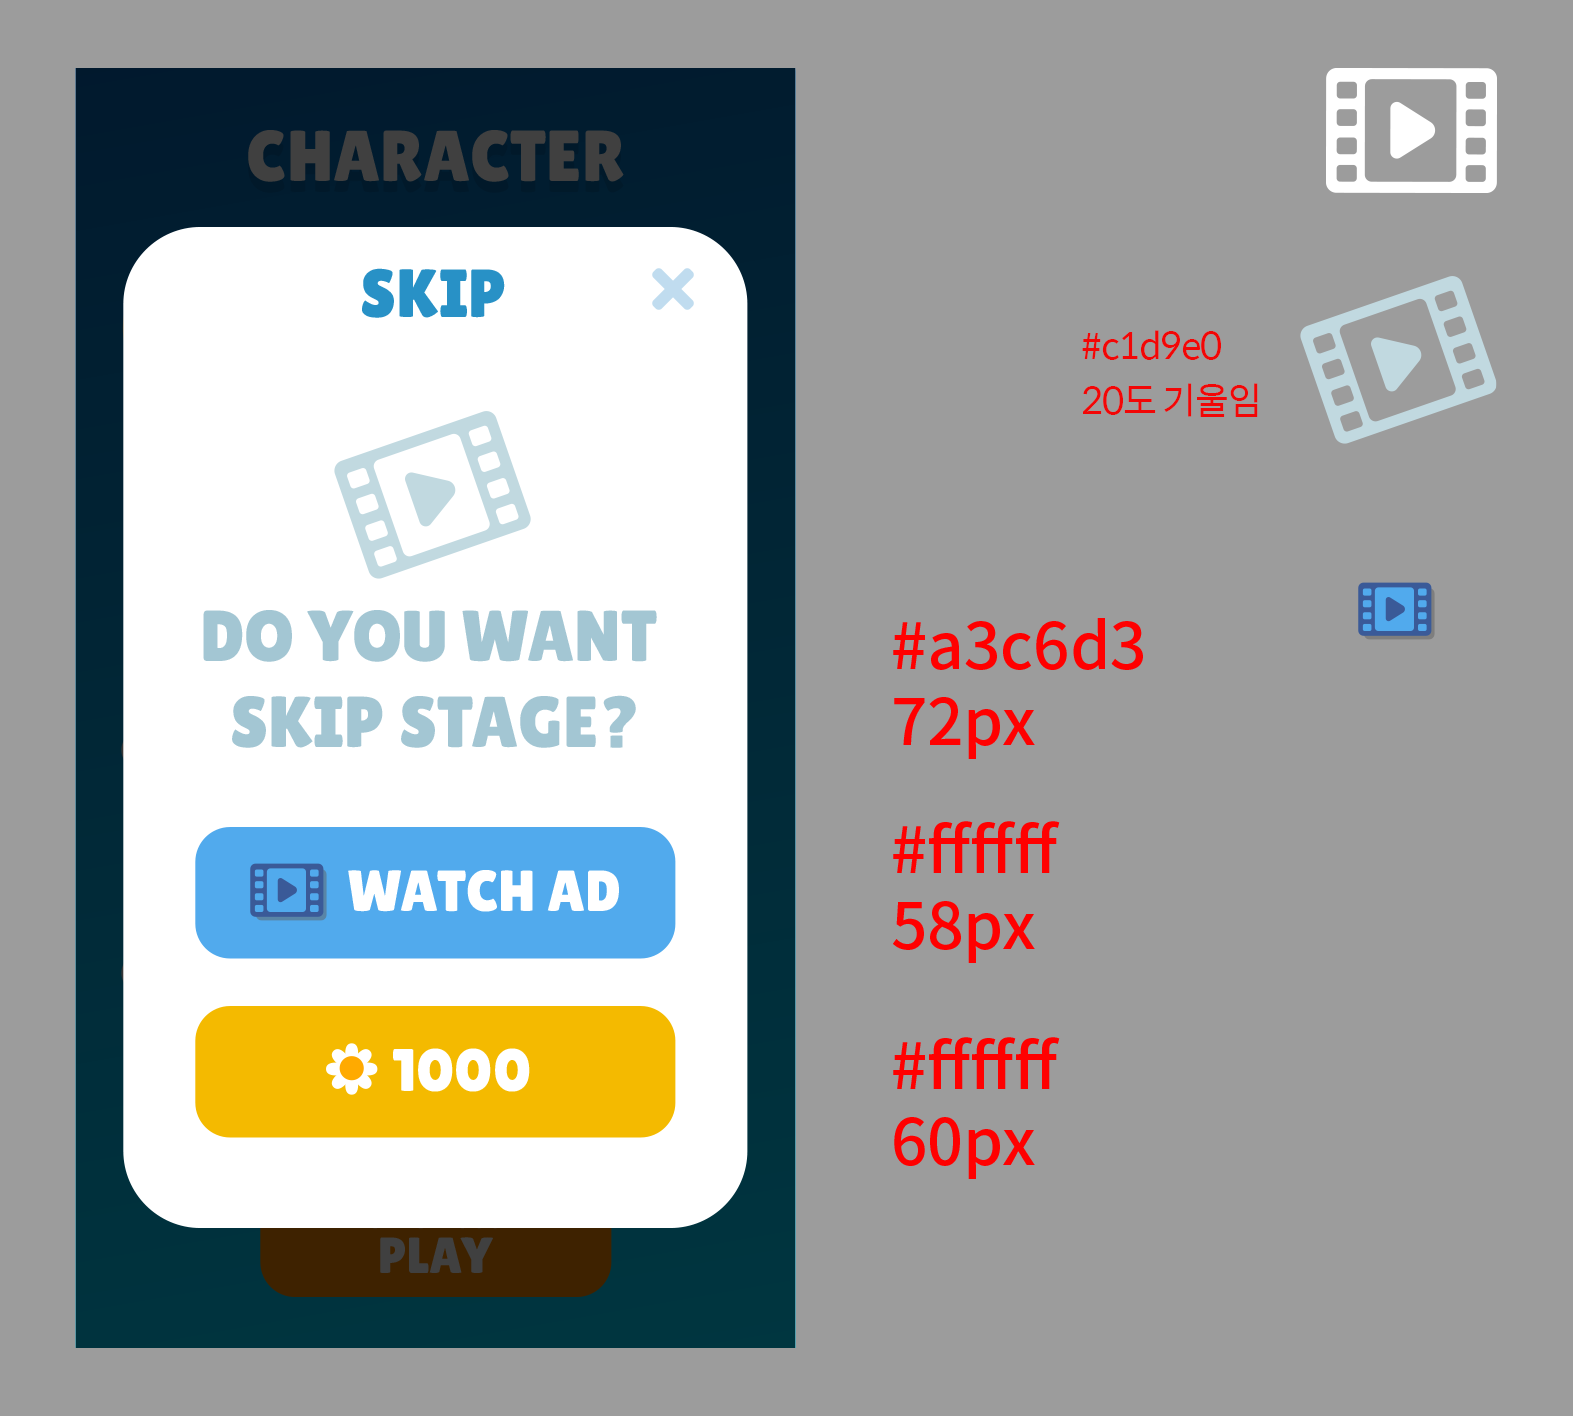 CHARACTER
SKIP
DO YOU WANT
SKIP STAGE?
WATCH AD
1000
PLAY
#c1d9e0
20도 기울임
#a3c6d3
72px
#ffffff
58px
#ffffff
60px